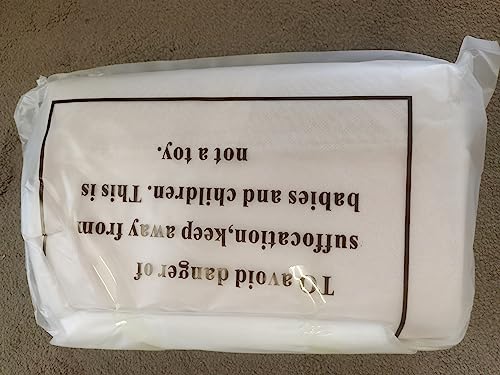 To avoid danger of
suffocation,keep away from
babies and children. This is
not a toy.